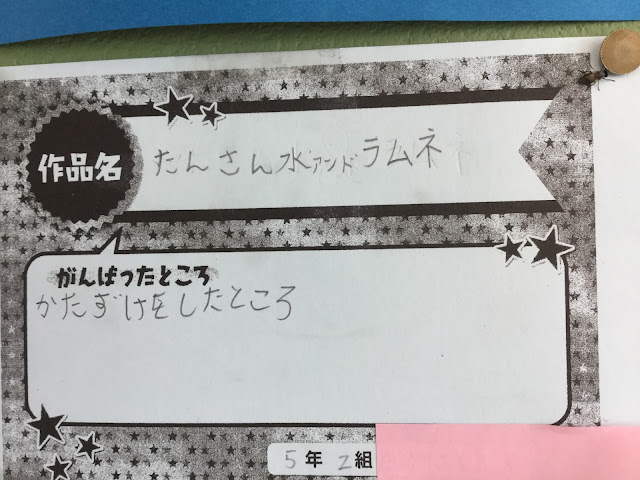 作品名
たんさん水アンドラムネ
がんばったところ
かたずけをしたところ
5年2組